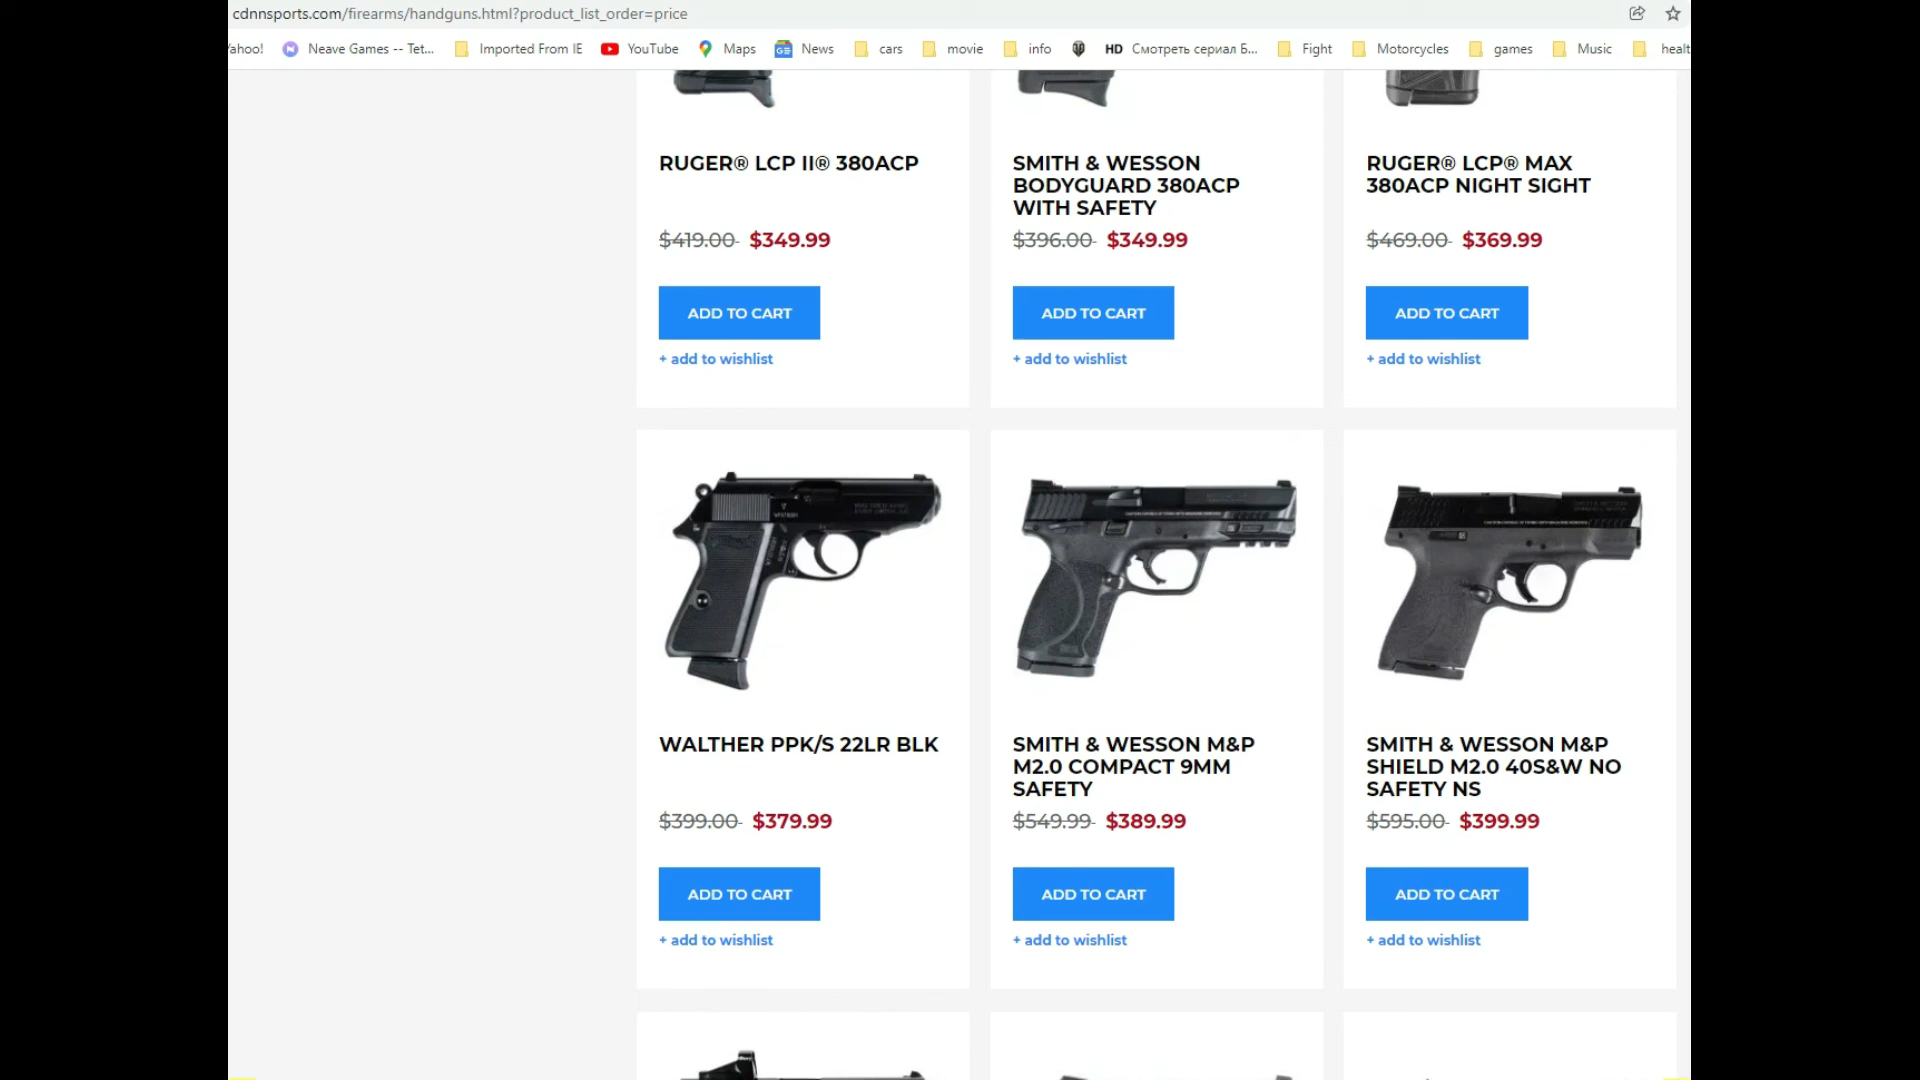 cdnnsports.com/firearms/handguns.html?product_list_order=price
ahoo! Neave Games -- Tet... Imported From IE YouTube Maps News cars movie info HD Смотреть сериал Б... Fight Motorcycles games Music healt
RUGER® LCP II® 380ACP
$419.00 $349.99
ADD TO CART
+ add to wishlist
SMITH & WESSON
BODYGUARD 380ACP
WITH SAFETY
$396.00 $349.99
ADD TO CART
+ add to wishlist
RUGER® LCP® MAX
380ACP NIGHT SIGHT
$469.00 $369.99
ADD TO CART
+ add to wishlist
WALTHER PPK/S 22LR BLK
$399.00 $379.99
ADD TO CART
+ add to wishlist
SMITH & WESSON M&P
M2.0 COMPACT 9MM
SAFETY
$549.99 $389.99
ADD TO CART
+ add to wishlist
SMITH & WESSON M&P
SHIELD M2.0 40S&W NO
SAFETY NS
$595.00 $399.99
ADD TO CART
+ add to wishlist